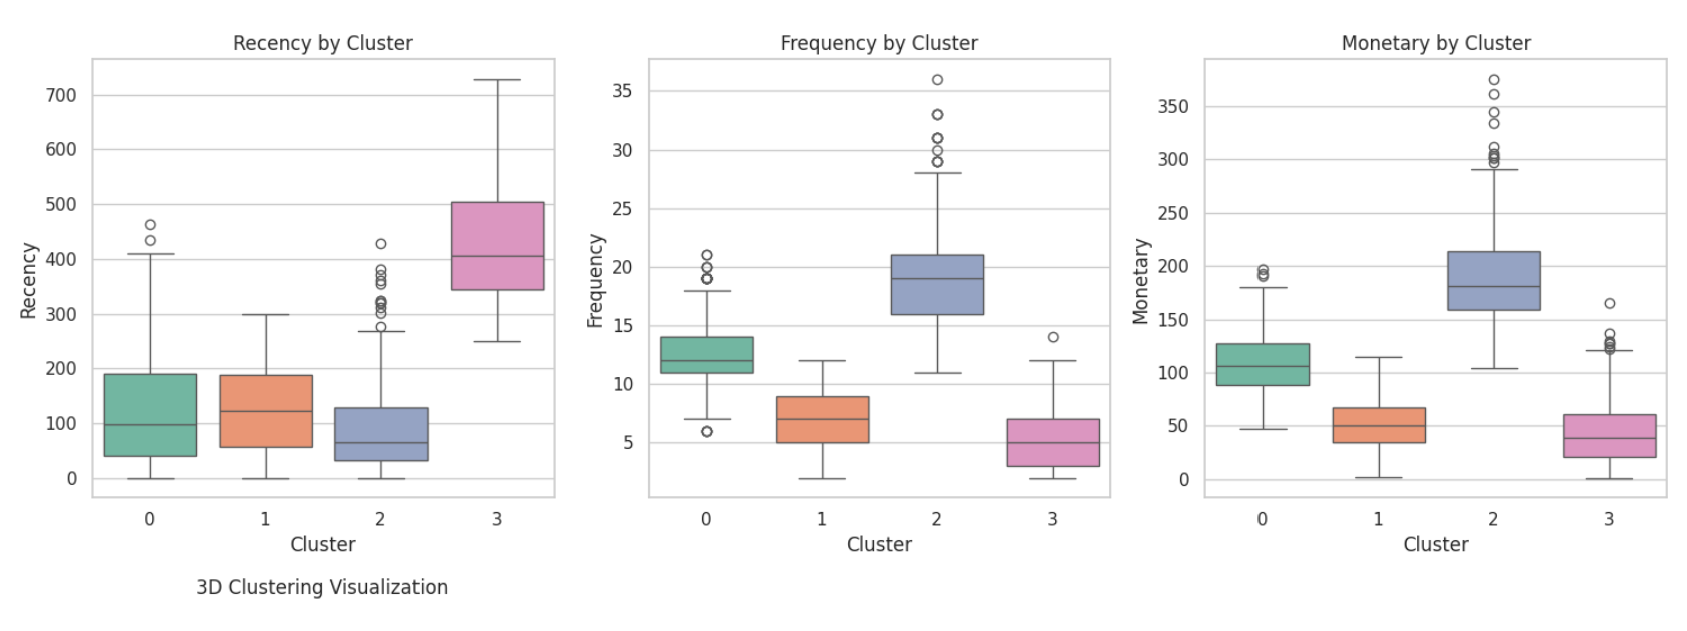 Recency by Cluster
Recency
700
600
500
400
300
200
100
0
0 1 2 3
Cluster
Frequency by Cluster
Frequency
35
30
25
20
15
10
5
0 1 2 3
Cluster
Monetary by Cluster
Monetary
350
300
250
200
150
100
50
0
0 1 2 3
Cluster
3D Clustering Visualization